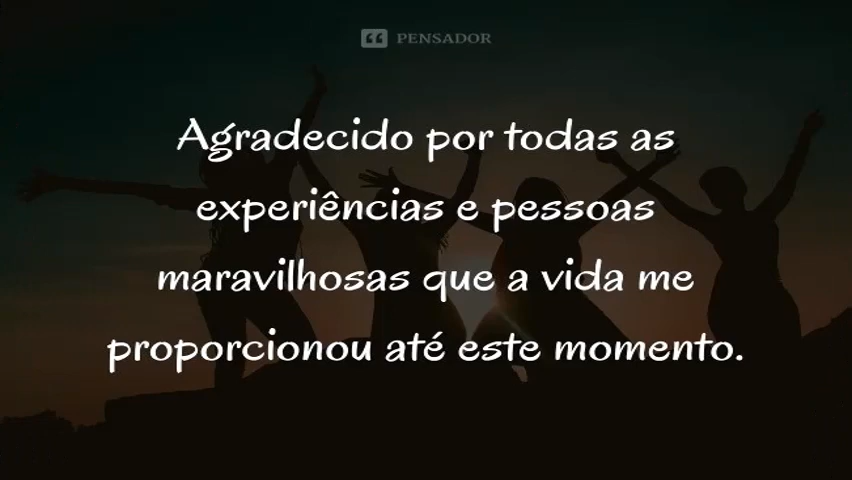 PENSADOR
Agradecido por todas as
experiências e pessoas
maravilhosas que a vida me
proporcionou até este momento.